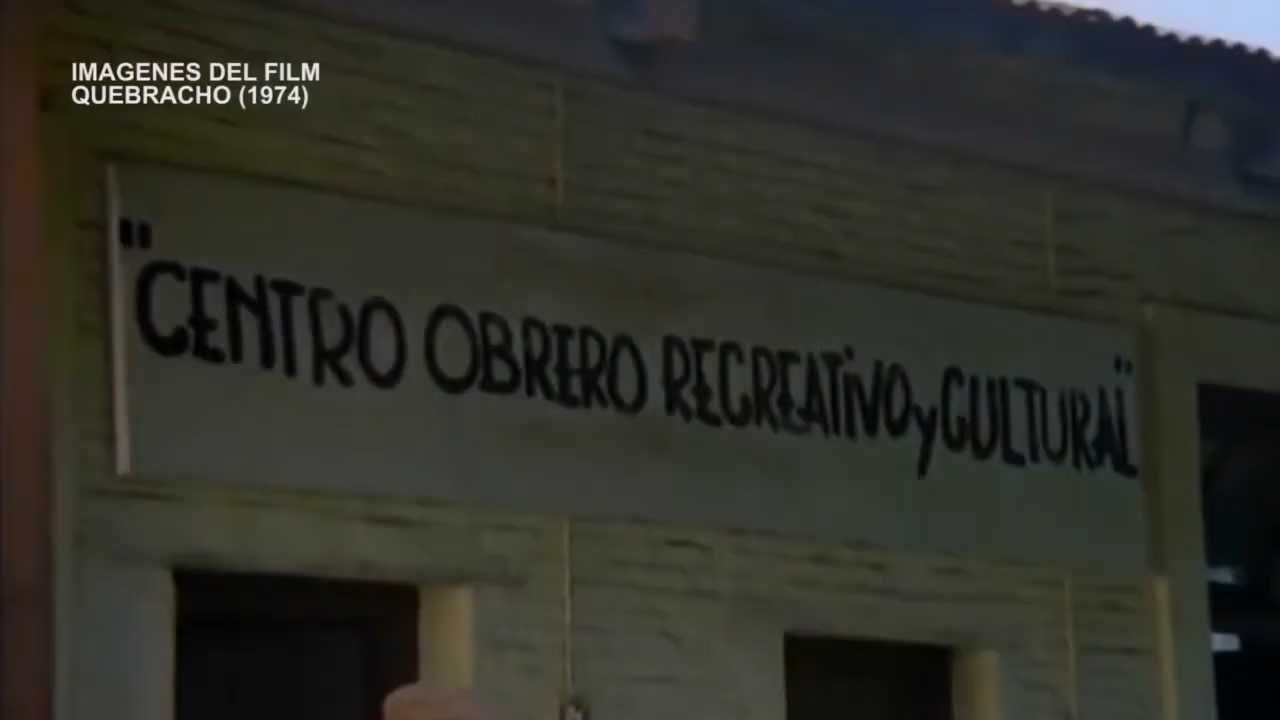 IMAGENES DEL FILM
QUEBRACHO (1974)
"CENTRO OBRERO RECREATiVO y CULTURAL"